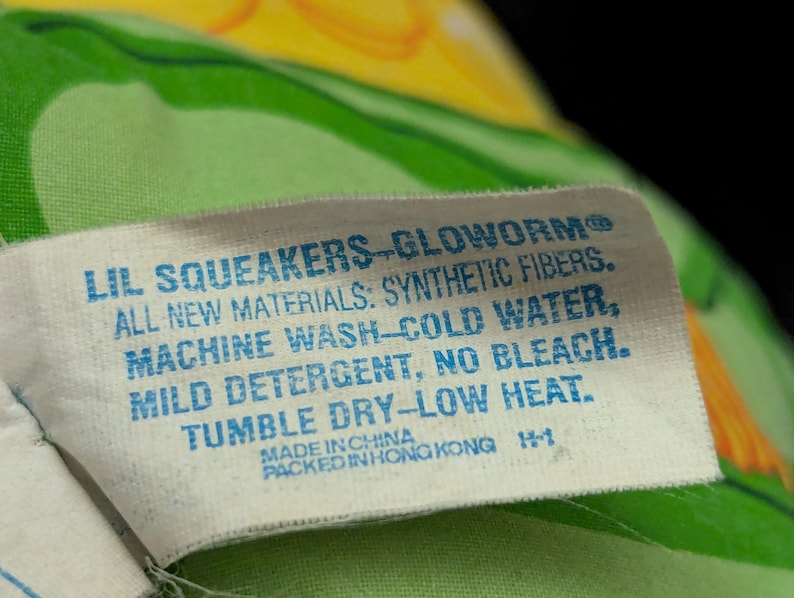 LIL SQUEAKERS-GLOWORM®
ALL NEW MATERIALS: SYNTHETIC FIBERS.
MACHINE WASH-COLD WATER,
MILD DETERGENT, NO BLEACH.
TUMBLE DRY-LOW HEAT.
MADE IN CHINA
PACKED IN HONG KONG H-1